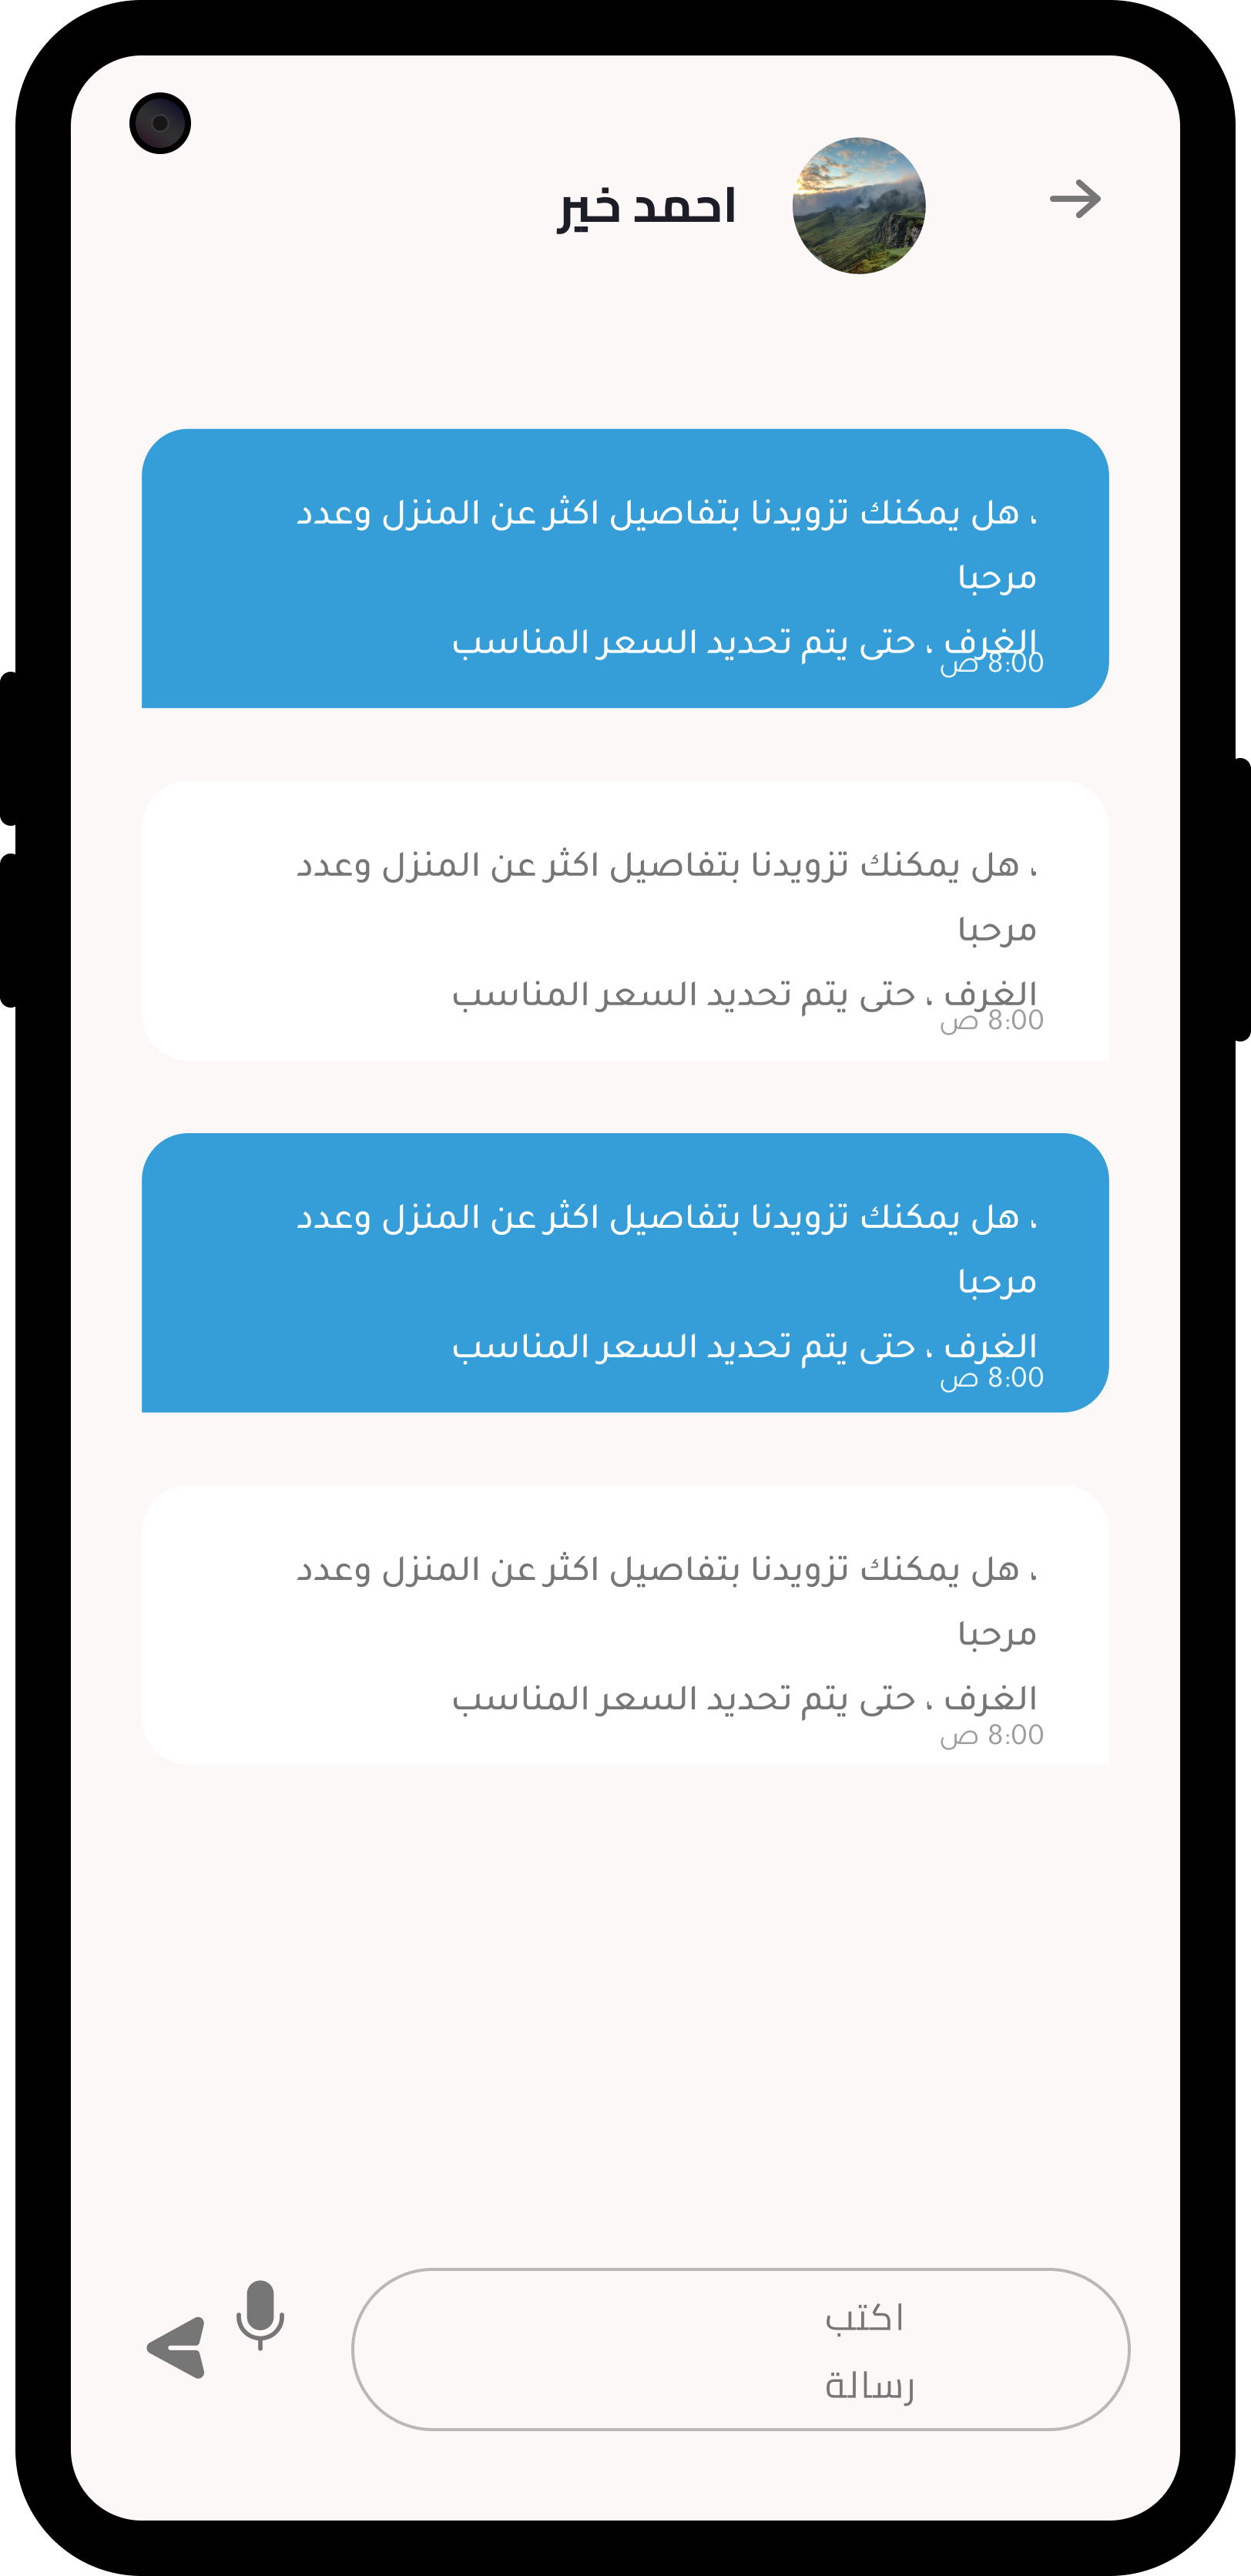 احمد خير
، هل يمكنك تزويدنا بتفاصيل اكثر عن المنزل وعدد
مرحبا
الغرف ، حتى يتم تحديد السعر المناسب
8:00 ص
، هل يمكنك تزويدنا بتفاصيل اكثر عن المنزل وعدد
مرحبا
الغرف ، حتى يتم تحديد السعر المناسب
8:00 ص
، هل يمكنك تزويدنا بتفاصيل اكثر عن المنزل وعدد
مرحبا
الغرف ، حتى يتم تحديد السعر المناسب
8:00 ص
، هل يمكنك تزويدنا بتفاصيل اكثر عن المنزل وعدد
مرحبا
الغرف ، حتى يتم تحديد السعر المناسب
8:00 ص
اكتب
رسالة